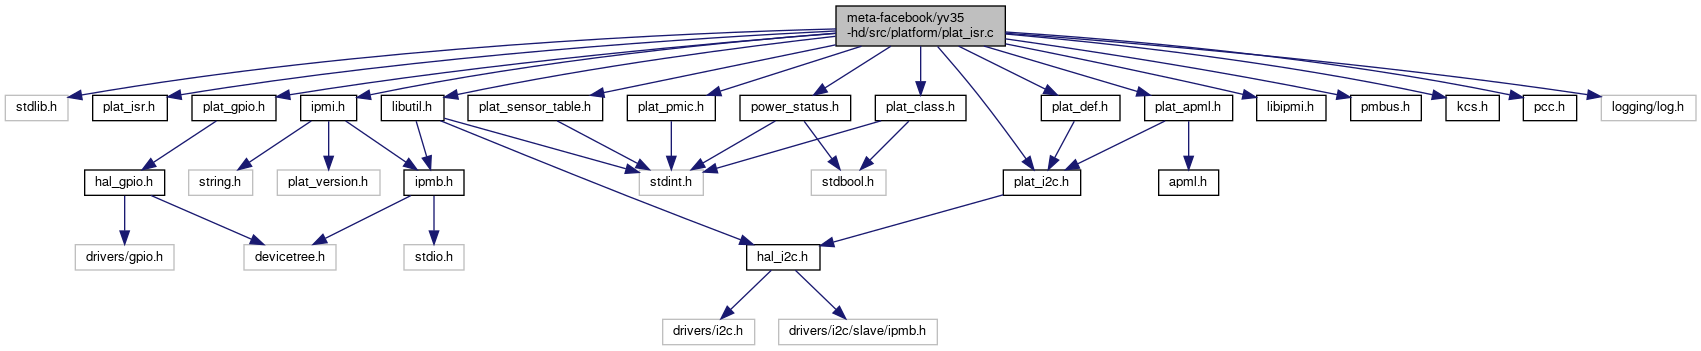 meta-facebook/yv35
-hd/src/platform/plat_isr.c
stdlib.h
plat_isr.h
plat_gpio.h
ipmi.h
libutil.h
plat_sensor_table.h
plat_pmic.h
power_status.h
plat_class.h
plat_def.h
plat_apml.h
libipmi.h
pmbus.h
kcs.h
pcc.h
logging/log.h
hal_gpio.h
string.h
plat_version.h
ipmb.h
stdint.h
stdbool.h
plat_i2c.h
apml.h
drivers/gpio.h
devicetree.h
stdio.h
hal_i2c.h
drivers/i2c.h
drivers/i2c/slave/ipmb.h